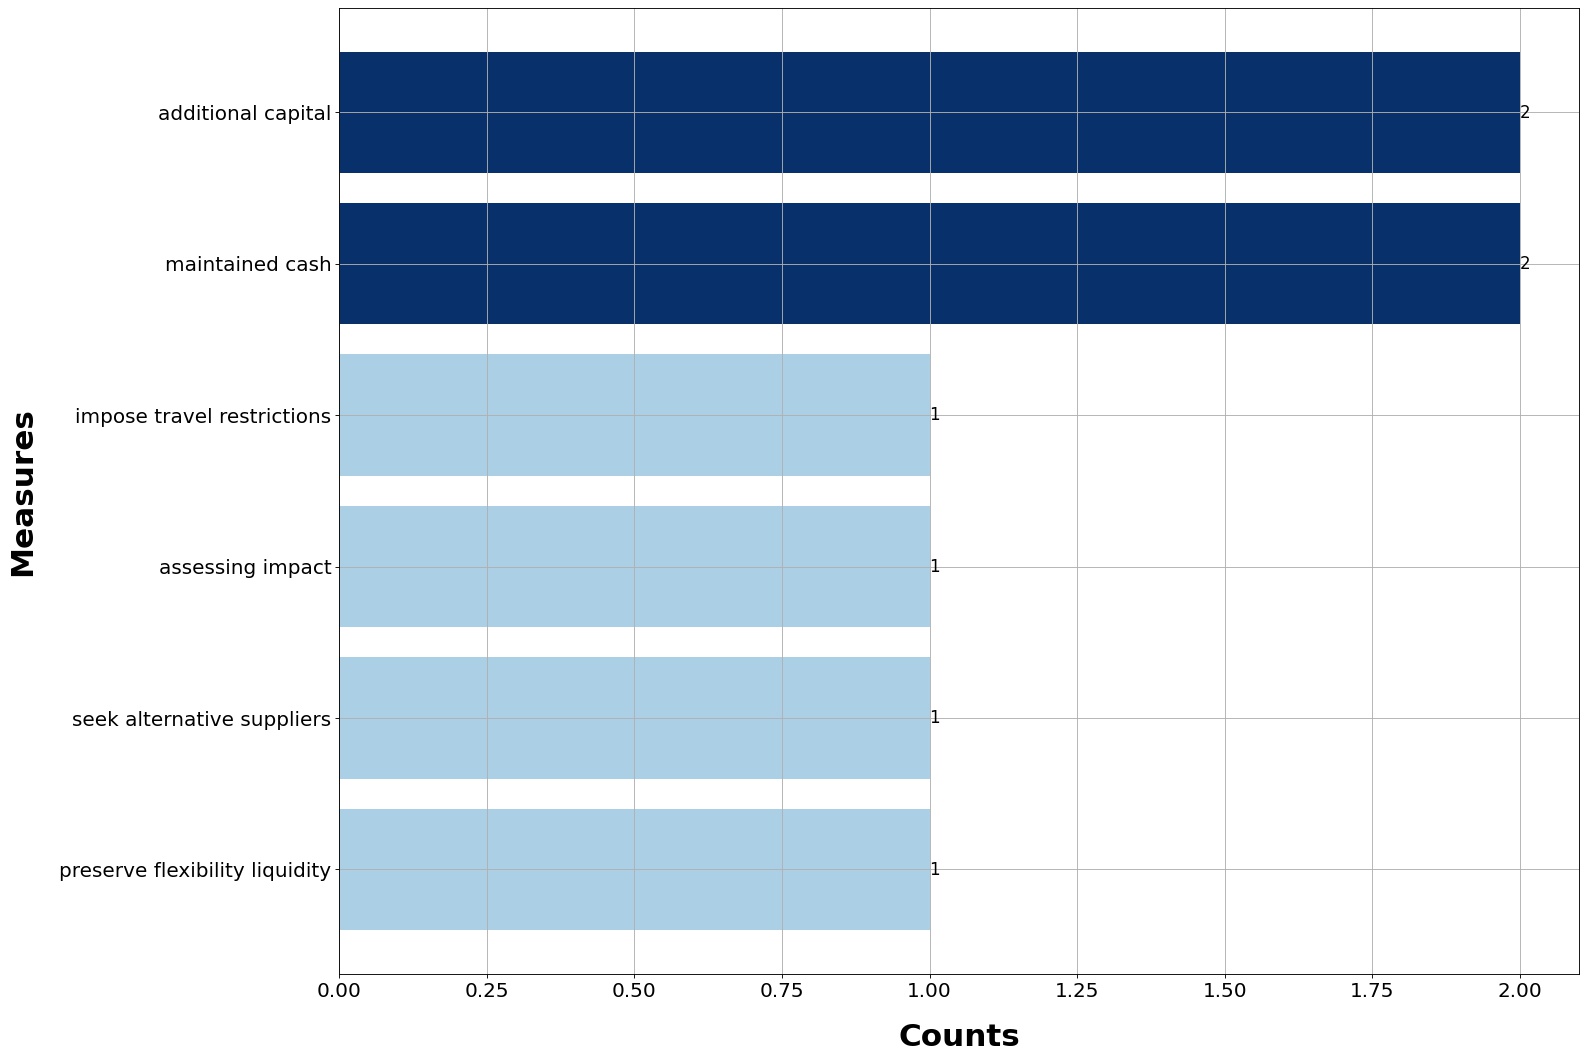 additional capital
2
maintained cash
2
impose travel restrictions
1
assessing impact
1
seek alternative suppliers
1
preserve flexibility liquidity
1
Measures
0.00 0.25 0.50 0.75 1.00 1.25 1.50 1.75 2.00
Counts